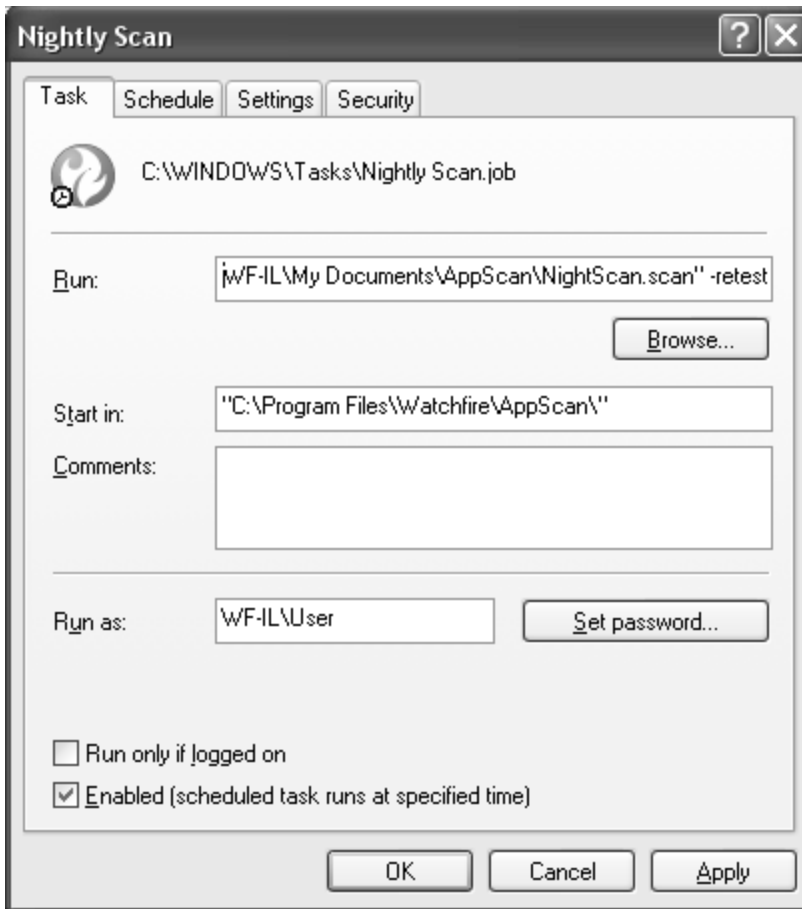 Nightly Scan
Task Schedule Settings Security
C:\WINDOWS\Tasks\Nightly Scan.job
Run: WF-IL\My Documents\AppScan\NightScan.scan" -retest
Browse...
Start in: "C:\Program Files\Watchfire\AppScan\"
Comments:
Run as: WF-IL\User Set password...
Run only if logged on
Enabled (scheduled task runs at specified time)
OK Cancel Apply